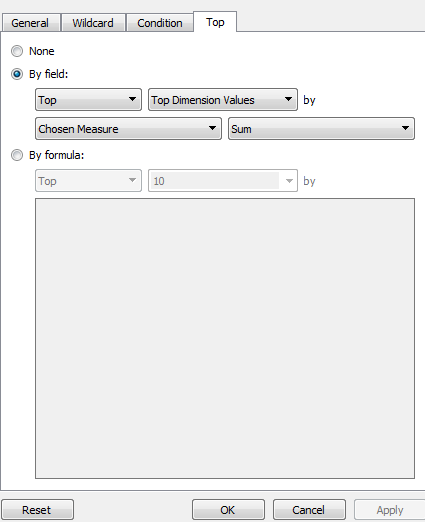 General Wildcard Condition Top
None
By field:
Top Top Dimension Values by
Chosen Measure Sum
By formula:
Top 10 by
Reset OK Cancel Apply